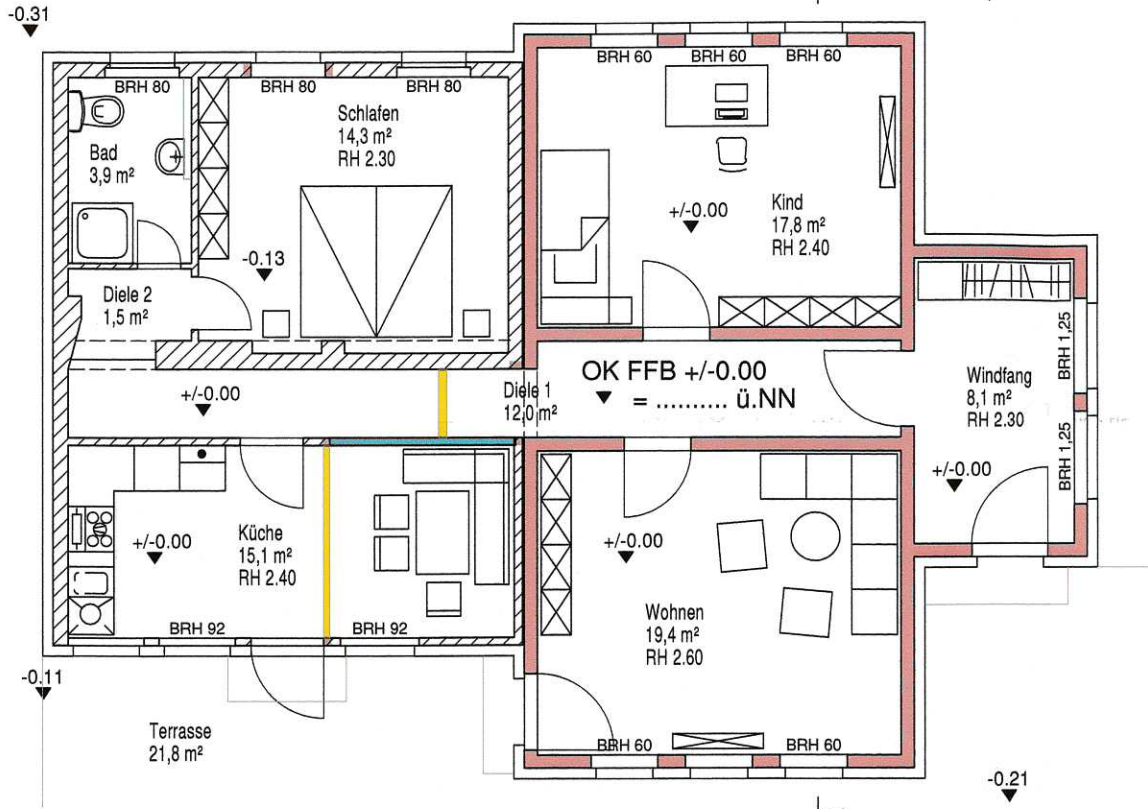 -0.31
BRH 80
BRH 80
BRH 80
BRH 60
BRH 60
BRH 60
Schlafen
14,3 m²
RH 2.30
Bad
3,9 m²
Kind
17,8 m²
RH 2.40
+/-0.00
-0.13
Diele 2
1,5 m²
BRH 1,25
OK FFB +/-0.00
= .......... ü.NN
Diele 1
12,0 m²
+/-0.00
Windfang
8,1 m²
RH 2.30
BRH 1,25
+/-0.00
Küche
15,1 m²
RH 2.40
+/-0.00
+/-0.00
Wohnen
19,4 m²
RH 2.60
BRH 92
BRH 92
-0.11
Terrasse
21,8 m²
BRH 60
BRH 60
-0.21